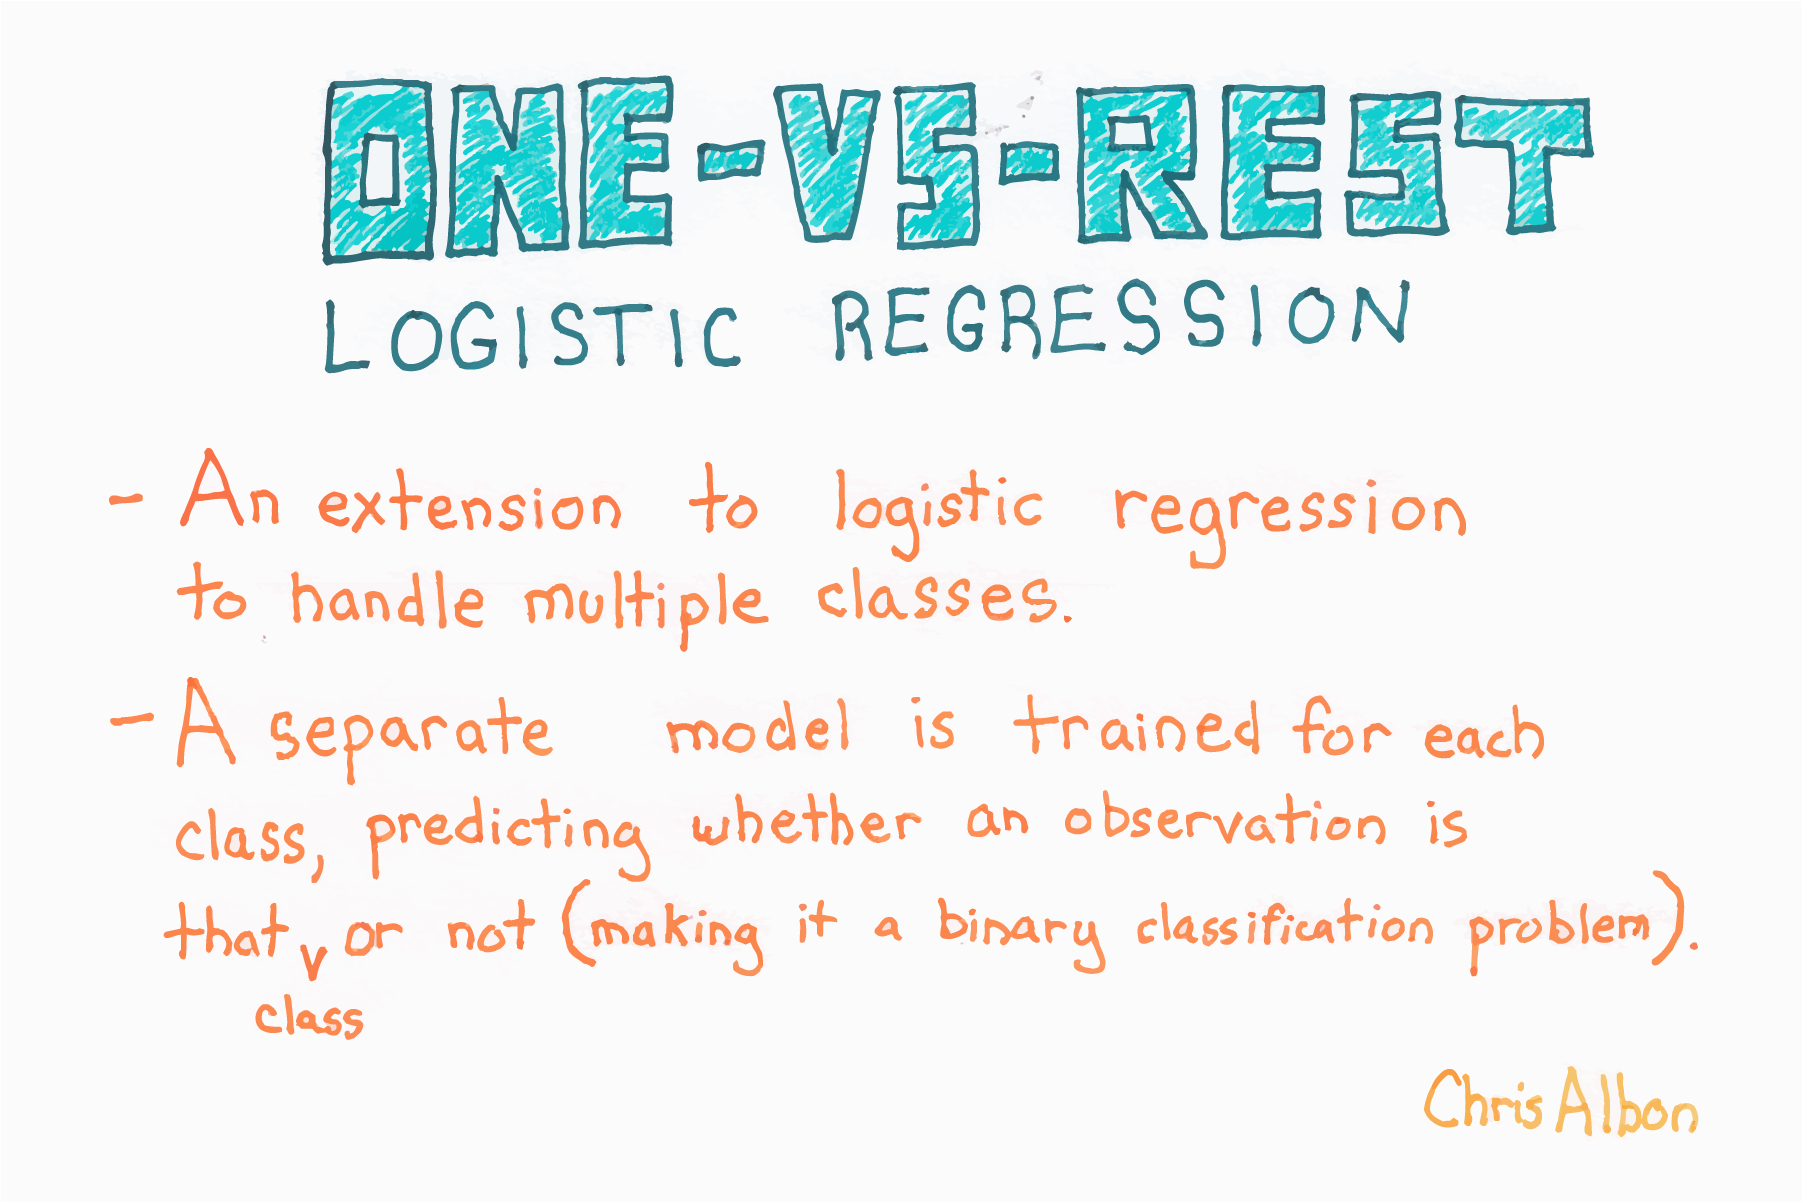 ONE-VS-REST
LOGISTIC REGRESSION
- An extension to logistic regression
to handle multiple classes.
- A separate model is trained for each
class, predicting whether an observation is
that v or not (making it a binary classification problem).
class
Chris Albon